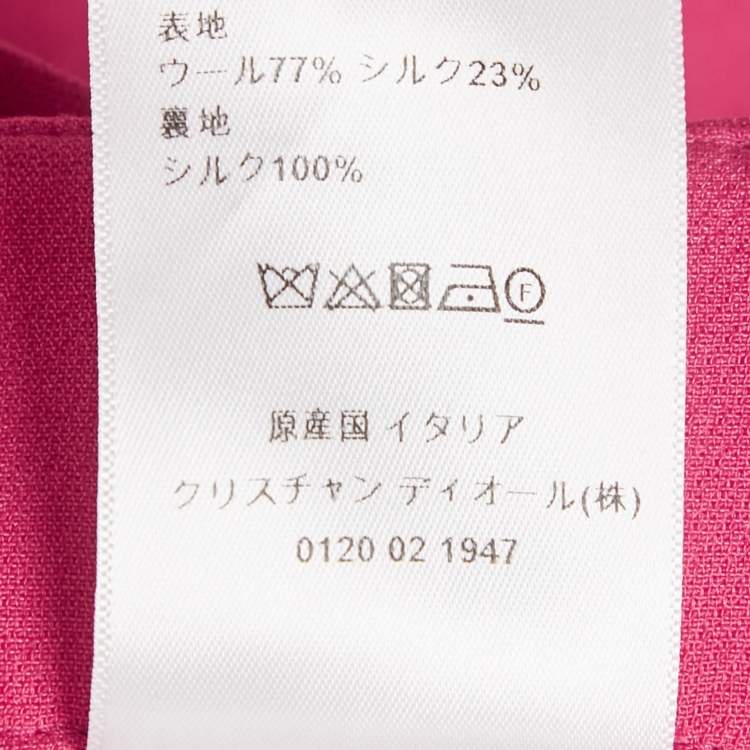 表地
ウール77% シルク23%
裏地
シルク100%
F
原産国 イタリア
クリスチャン ディオール(株)
0120 02 1947